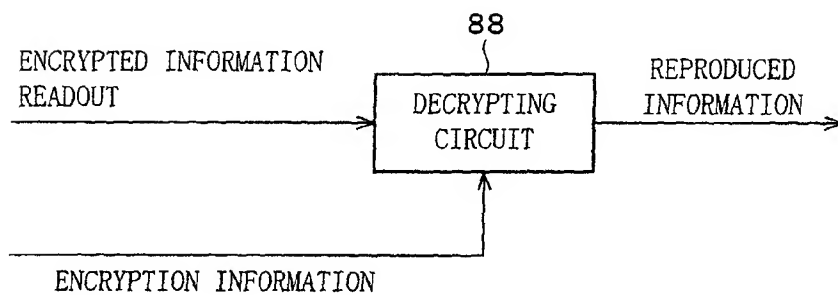 88
ENCRYPTED INFORMATION
READOUT
DECRYPTING
CIRCUIT
REPRODUCED
INFORMATION
ENCRYPTION INFORMATION